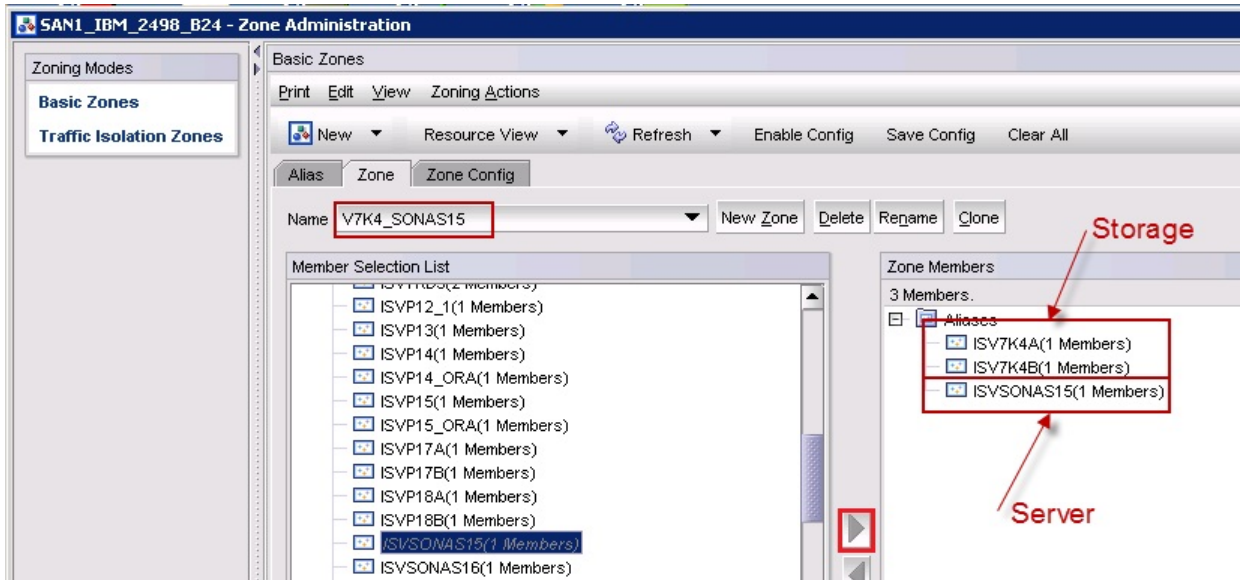 SAN1_IBM_2498_B24 - Zone Administration
Zoning Modes
Basic Zones
Traffic Isolation Zones
Basic Zones
Print Edit View Zoning Actions
New Resource View Refresh Enable Config Save Config Clear All
Alias Zone Zone Config
Name V7K4_SONAS15 New Zone Delete Rename Clone
Storage
Member Selection List
ISVP12_1(1 Members)
ISVP13(1 Members)
ISVP14(1 Members)
ISVP14_ORA(1 Members)
ISVP15(1 Members)
ISVP15_ORA(1 Members)
ISVP17A(1 Members)
ISVP17B(1 Members)
ISVP18A(1 Members)
ISVP18B(1 Members)
ISVSONAS15(1 Members)
ISVSONAS16(1 Members)
Zone Members
3 Members.
Aliases
ISV7K4A(1 Members)
ISV7K4B(1 Members)
ISVSONAS15(1 Members)
Server